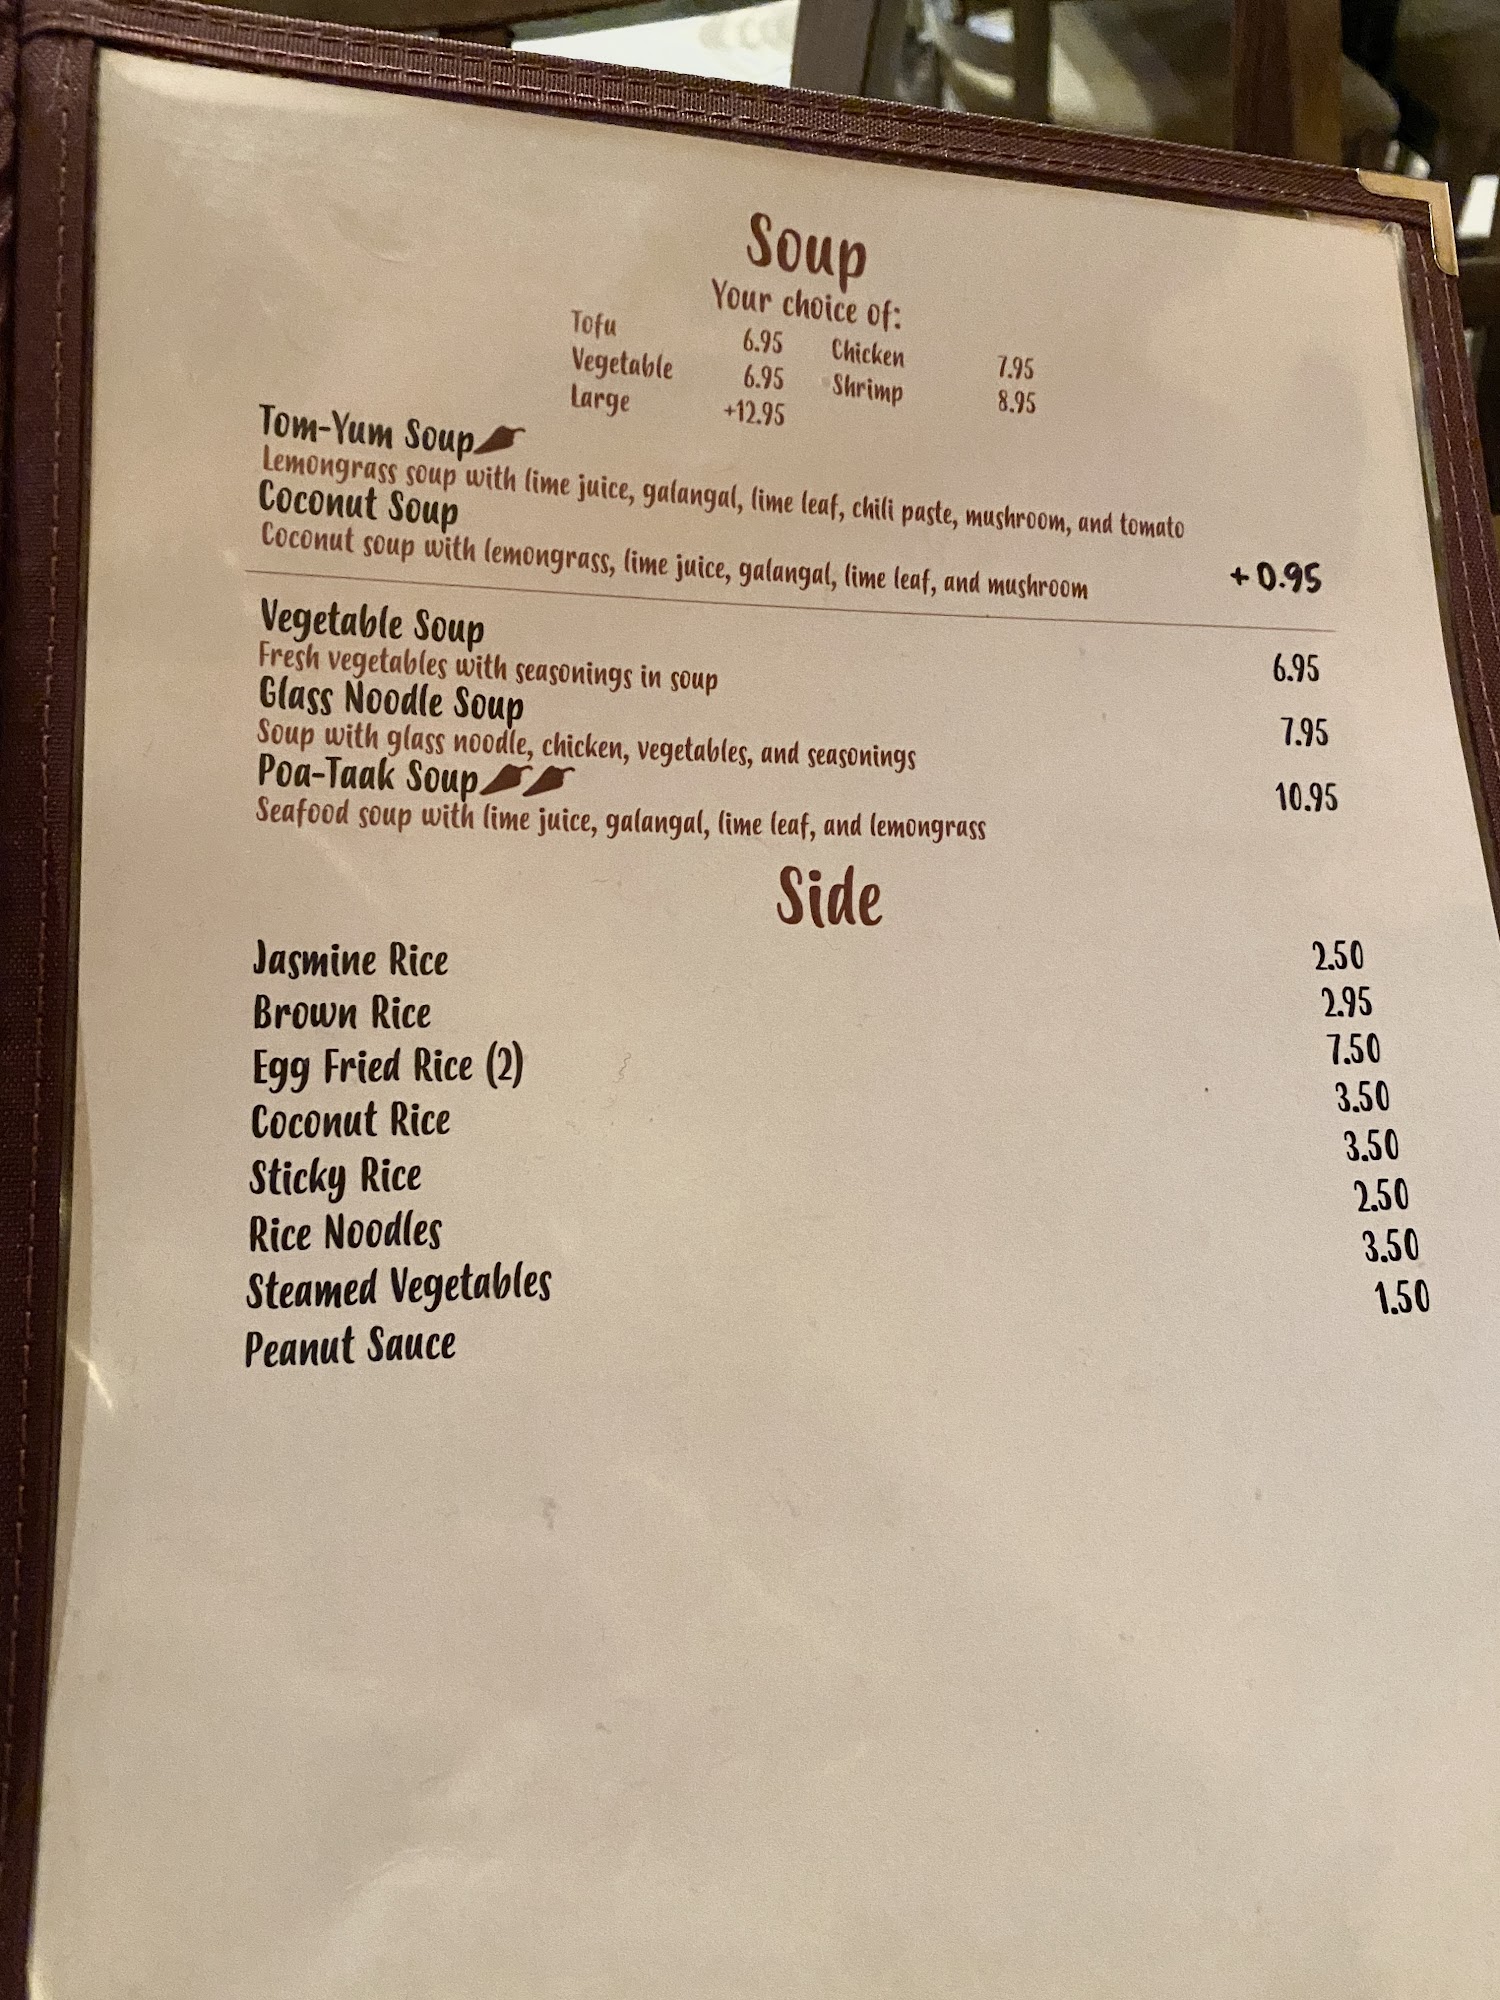 Soup
Your choice of:
Tofu 6.95 Chicken 7.95
Vegetable 6.95 Shrimp 8.95
Large +12.95
Tom-Yum Soup
Lemongrass soup with lime juice, galangal, lime leaf, chili paste, mushroom, and tomato
Coconut Soup +0.95
Coconut soup with lemongrass, lime juice, galangal, lime leaf, and mushroom
Vegetable Soup 6.95
Fresh vegetables with seasonings in soup
Glass Noodle Soup 7.95
Soup with glass noodle, chicken, vegetables, and seasonings
Poa-Taak Soup 10.95
Seafood soup with lime juice, galangal, lime leaf, and lemongrass
Side
Jasmine Rice 2.50
Brown Rice 2.95
Egg Fried Rice (2) 7.50
Coconut Rice 3.50
Sticky Rice 3.50
Rice Noodles 2.50
Steamed Vegetables 3.50
Peanut Sauce 1.50